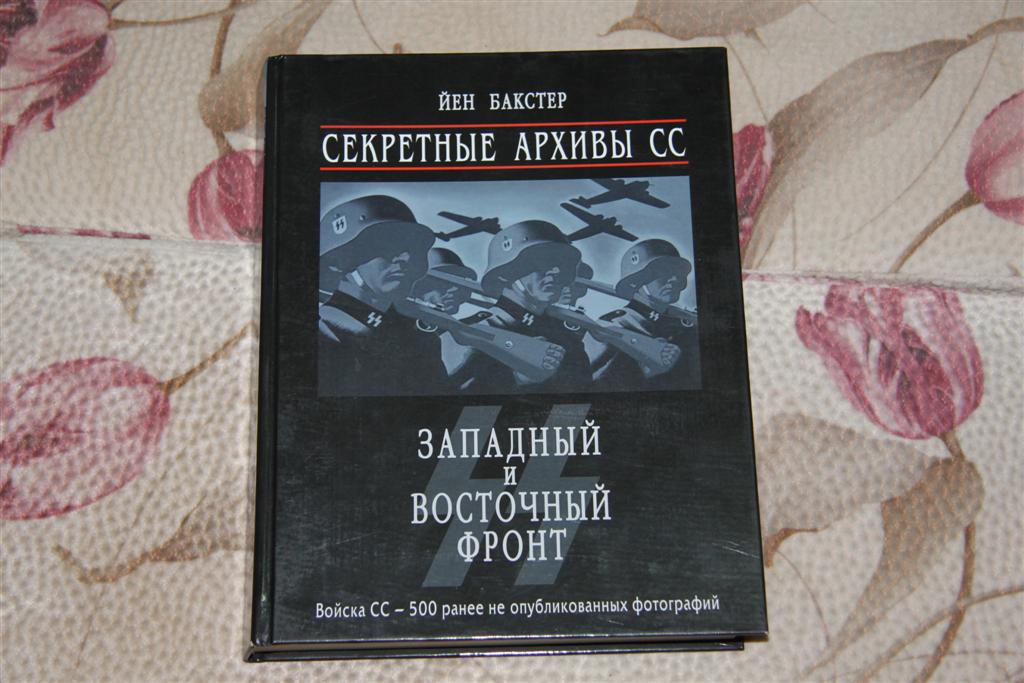 ЙЕН БАКСТЕР
СЕКРЕТНЫЕ АРХИВЫ СС
ЗАПАДНЫЙ
И
ВОСТОЧНЫЙ
ФРОНТ
Войска СС – 500 ранее не опубликованных фотографий